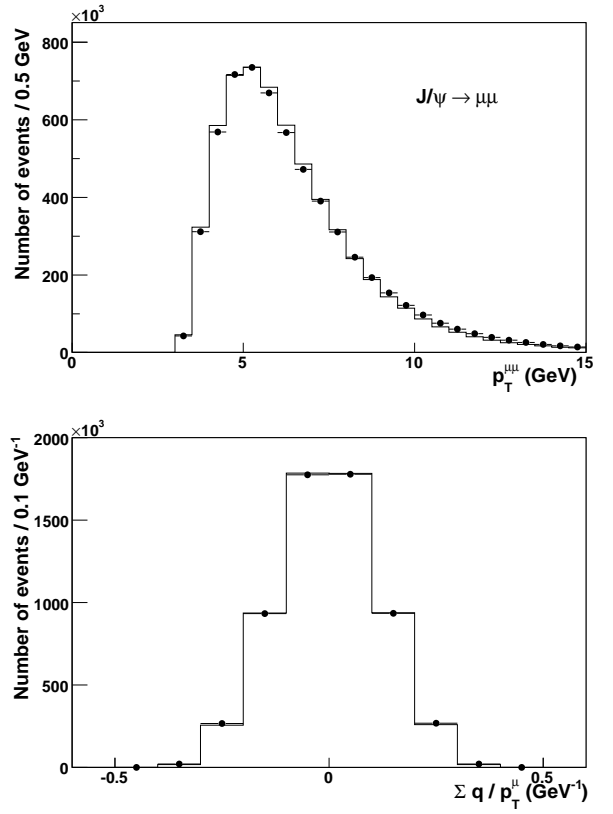 ×10³
Number of events / 0.5 GeV
800
600
400
200
0
J/ψ → μμ
0 5 10 15
p_T^{μμ} (GeV)
×10³
Number of events / 0.1 GeV⁻¹
2000
1500
1000
500
0
-0.5 0 0.5
Σ q / p_T^μ (GeV⁻¹)